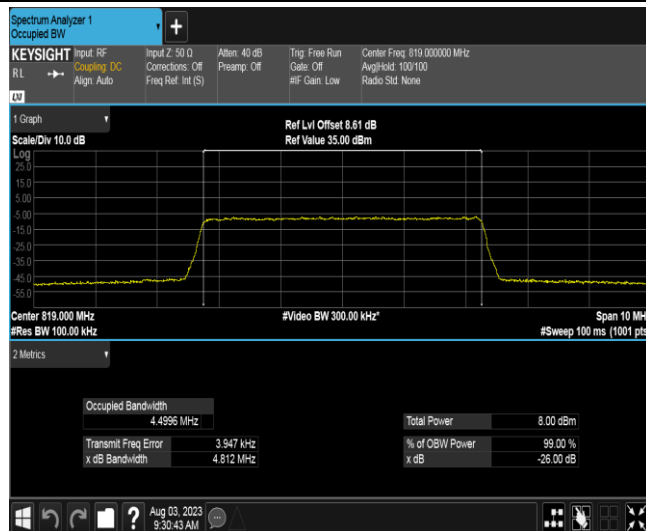 Spectrum Analyzer 1
Occupied BW
+
KEYSIGHT
RL
Input: RF
Coupling: DC
Align: Auto
Input Z: 50 Ω
Corrections: Off
Freq Ref: Int (S)
Atten: 40 dB
Preamp: Off
Trig: Free Run
Gate: Off
#IF Gain: Low
Center Freq: 819.000000 MHz
Avg|Hold: 100/100
Radio Std: None
1 Graph
Scale/Div 10.0 dB
Ref Lvl Offset 8.61 dB
Ref Value 35.00 dBm
Log
25.0
15.0
5.00
-5.00
-15.0
-25.0
-35.0
-45.0
-55.0
Center 819.000 MHz
#Video BW 300.00 kHz*
Span 10 MH
#Res BW 100.00 kHz
#Sweep 100 ms (1001 pts
2 Metrics
Occupied Bandwidth
4.4996 MHz
Total Power 8.00 dBm
Transmit Freq Error 3.947 kHz
% of OBW Power 99.00 %
x dB Bandwidth 4.812 MHz
x dB -26.00 dB
?
Aug 03, 2023
9:30:43 AM